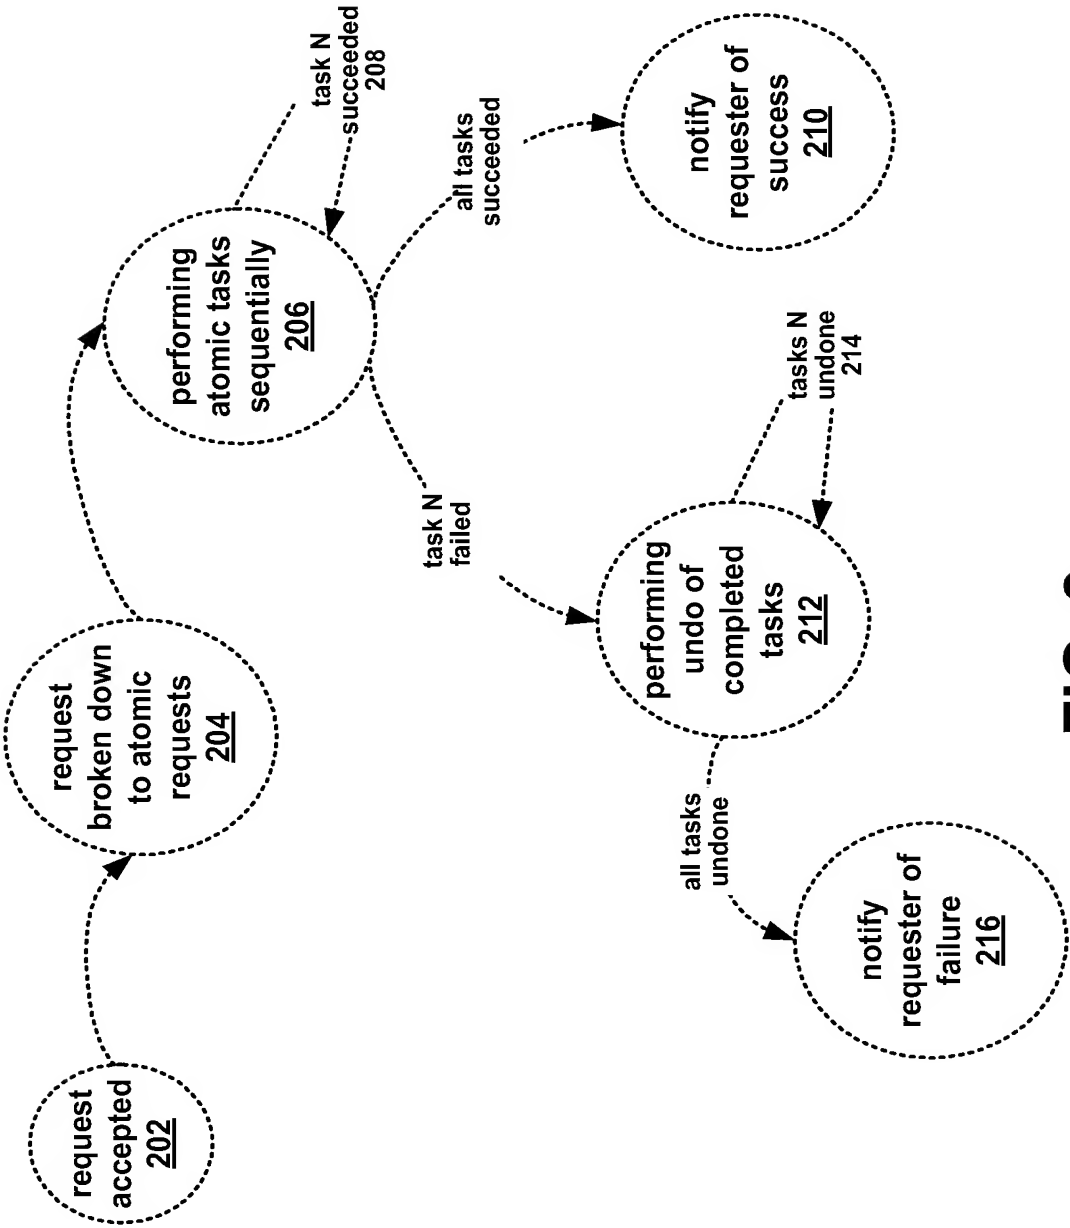 request
accepted
202
request
broken down
to atomic
requests
204
performing
atomic tasks
sequentially
206
task N
succeeded
208
all tasks
succeeded
notify
requester of
success
210
task N
failed
performing
undo of
completed
tasks
212
tasks N
undone
214
all tasks
undone
notify
requester of
failure
216